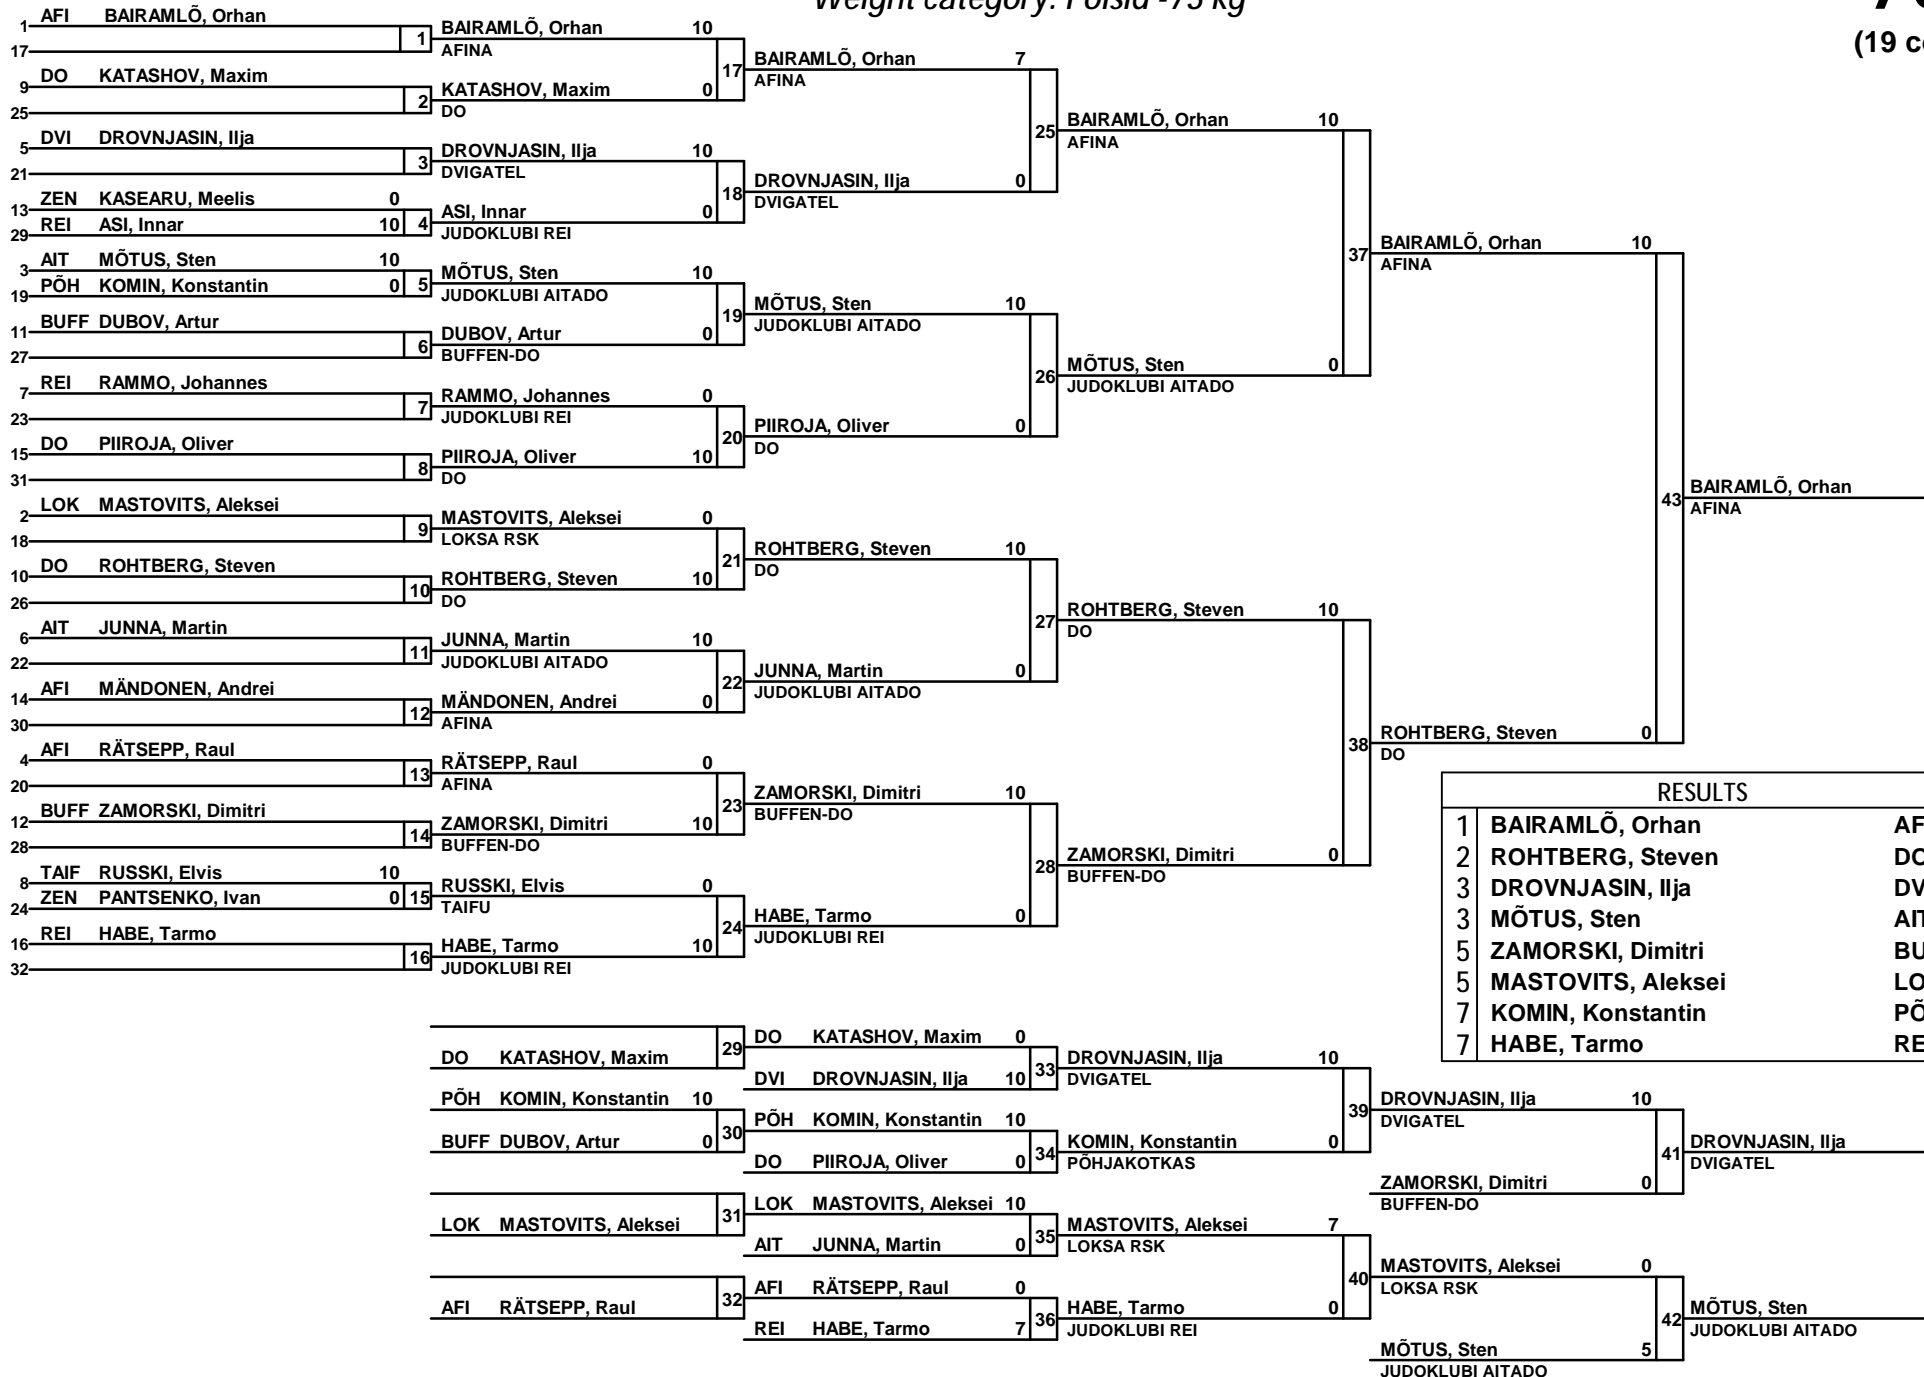 1 AFI BAIRAMLÕ, Orhan
17
1
9 DO KATASHOV, Maxim
25
2
5 DVI DROVNJASIN, Ilja
21
3
13 ZEN KASEARU, Meelis 0
29 REI ASI, Innar 10
4
3 AIT MÕTUS, Sten 10
19 PÕH KOMIN, Konstantin 0
5
11 BUFF DUBOV, Artur
27
6
7 REI RAMMO, Johannes
23
7
15 DO PIIROJA, Oliver
31
8
2 LOK MASTOVITS, Aleksei
18
9
10 DO ROHTBERG, Steven
26
10
6 AIT JUNNA, Martin
22
11
14 AFI MÄNDONEN, Andrei
30
12
4 AFI RÄTSEPP, Raul
20
13
12 BUFF ZAMORSKI, Dimitri
28
14
8 TAIF RUSSKI, Elvis 10
24 ZEN PANTSENKO, Ivan 0
15
16 REI HABE, Tarmo
32
16
BAIRAMLÕ, Orhan 10
AFINA
17
KATASHOV, Maxim 0
DO
DROVNJASIN, Ilja 10
DVIGATEL
18
ASI, Innar 0
JUDOKLUBI REI
MÕTUS, Sten 10
JUDOKLUBI AITADO
19
DUBOV, Artur 0
BUFFEN-DO
RAMMO, Johannes 0
JUDOKLUBI REI
20
PIIROJA, Oliver 10
DO
MASTOVITS, Aleksei 0
LOKSA RSK
21
ROHTBERG, Steven 10
DO
JUNNA, Martin 10
JUDOKLUBI AITADO
22
MÄNDONEN, Andrei 0
AFINA
RÄTSEPP, Raul 0
AFINA
23
ZAMORSKI, Dimitri 10
BUFFEN-DO
RUSSKI, Elvis 0
TAIFU
24
HABE, Tarmo 10
JUDOKLUBI REI
BAIRAMLÕ, Orhan 7
AFINA
25
DROVNJASIN, Ilja 0
DVIGATEL
MÕTUS, Sten 10
JUDOKLUBI AITADO
26
PIIROJA, Oliver 0
DO
ROHTBERG, Steven 10
DO
27
JUNNA, Martin 0
JUDOKLUBI AITADO
ZAMORSKI, Dimitri 10
BUFFEN-DO
28
HABE, Tarmo 0
JUDOKLUBI REI
BAIRAMLÕ, Orhan 10
AFINA
37
MÕTUS, Sten 0
JUDOKLUBI AITADO
ROHTBERG, Steven 10
DO
38
ZAMORSKI, Dimitri 0
BUFFEN-DO
BAIRAMLÕ, Orhan 10
AFINA
43
ROHTBERG, Steven 0
DO
BAIRAMLÕ, Orhan
AFINA
(19
RESULTS
1 BAIRAMLÕ, Orhan AF
2 ROHTBERG, Steven DO
3 DROVNJASIN, Ilja DV
3 MÕTUS, Sten AIT
5 ZAMORSKI, Dimitri BU
5 MASTOVITS, Aleksei LO
7 KOMIN, Konstantin PÕ
7 HABE, Tarmo RE
DO KATASHOV, Maxim
29
PÕH KOMIN, Konstantin 10
30
BUFF DUBOV, Artur 0
LOK MASTOVITS, Aleksei
31
AFI RÄTSEPP, Raul
32
DO KATASHOV, Maxim 0
33
DVI DROVNJASIN, Ilja 10
PÕH KOMIN, Konstantin 10
34
DO PIIROJA, Oliver 0
LOK MASTOVITS, Aleksei 10
35
AIT JUNNA, Martin 0
AFI RÄTSEPP, Raul 0
36
REI HABE, Tarmo 7
DROVNJASIN, Ilja 10
DVIGATEL
39
KOMIN, Konstantin 0
PÕHJAKOTKAS
MASTOVITS, Aleksei 7
LOKSA RSK
40
HABE, Tarmo 0
JUDOKLUBI REI
DROVNJASIN, Ilja 10
DVIGATEL
41
ZAMORSKI, Dimitri 0
BUFFEN-DO
MASTOVITS, Aleksei 0
LOKSA RSK
42
MÕTUS, Sten 5
JUDOKLUBI AITADO
DROVNJASIN, Ilja
DVIGATEL
MÕTUS, Sten
JUDOKLUBI AITADO